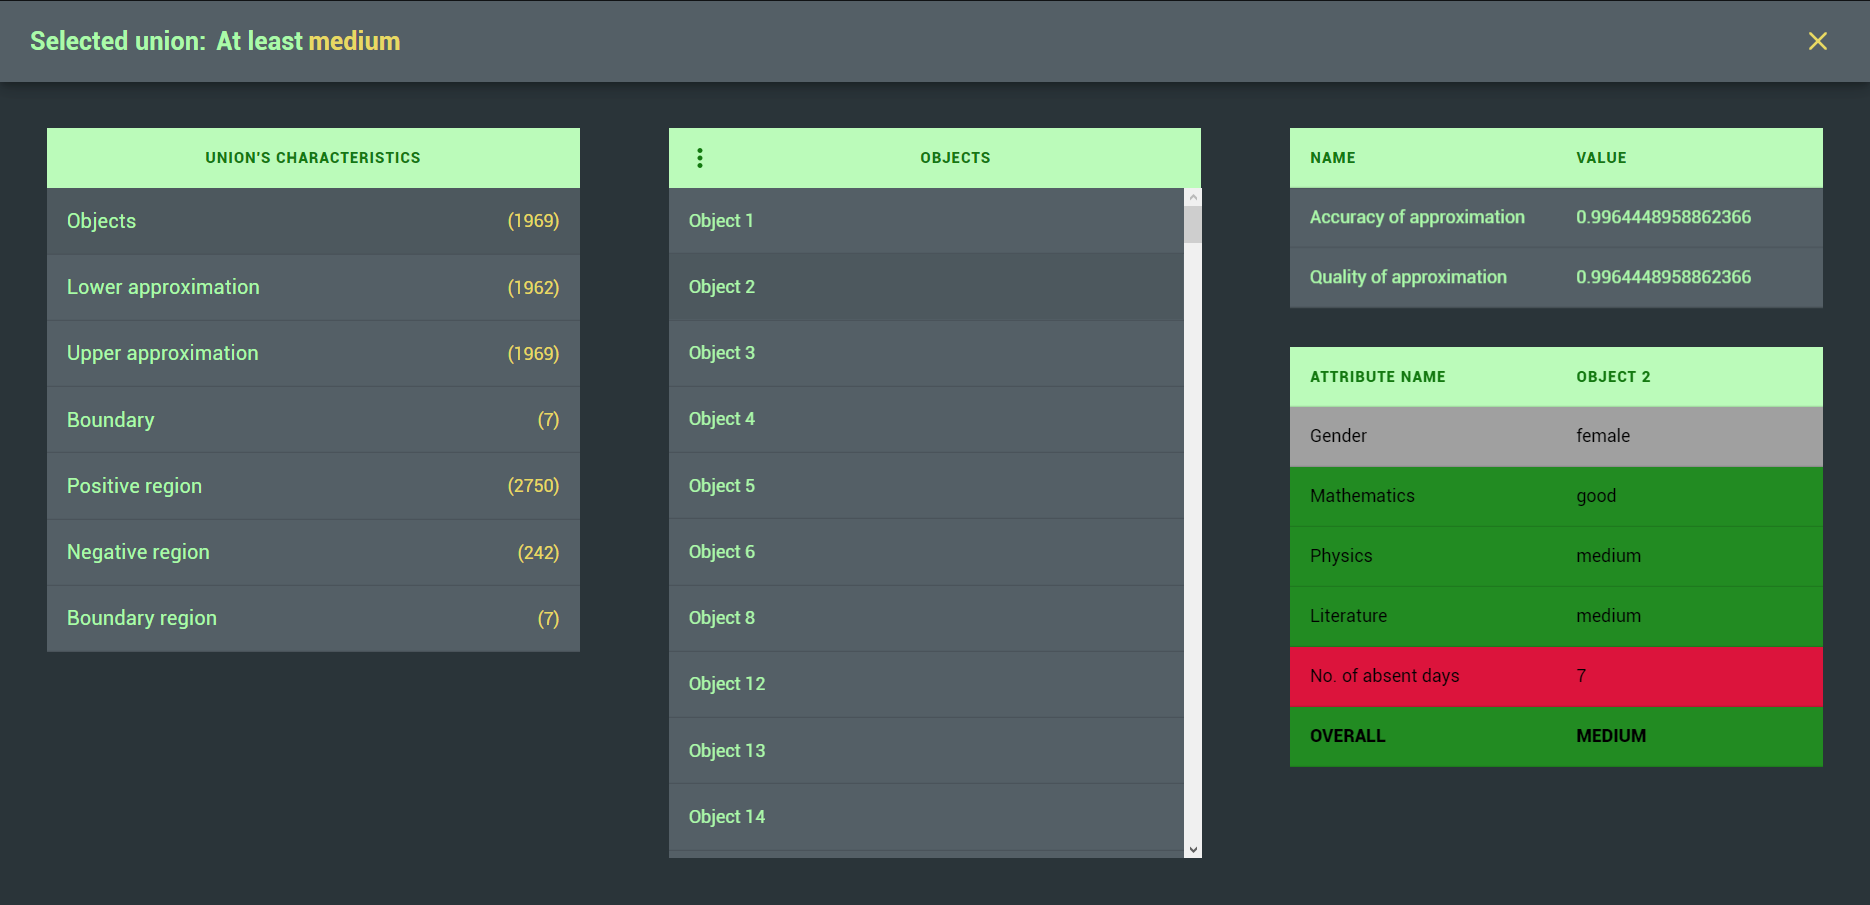 Selected union: At least medium
UNION'S CHARACTERISTICS
Objects (1969)
Lower approximation (1962)
Upper approximation (1969)
Boundary (7)
Positive region (2750)
Negative region (242)
Boundary region (7)
OBJECTS
Object 1
Object 2
Object 3
Object 4
Object 5
Object 6
Object 8
Object 12
Object 13
Object 14
NAME VALUE
Accuracy of approximation 0.9964448958862366
Quality of approximation 0.9964448958862366
ATTRIBUTE NAME OBJECT 2
Gender female
Mathematics good
Physics medium
Literature medium
No. of absent days 7
OVERALL MEDIUM